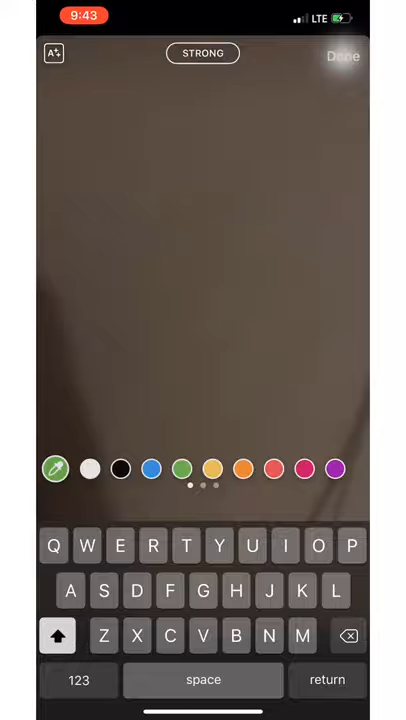 9:43
LTE
A
STRONG
Done
Q W E R T Y U I O P
A S D F G H J K L
Z X C V B N M
123 space return